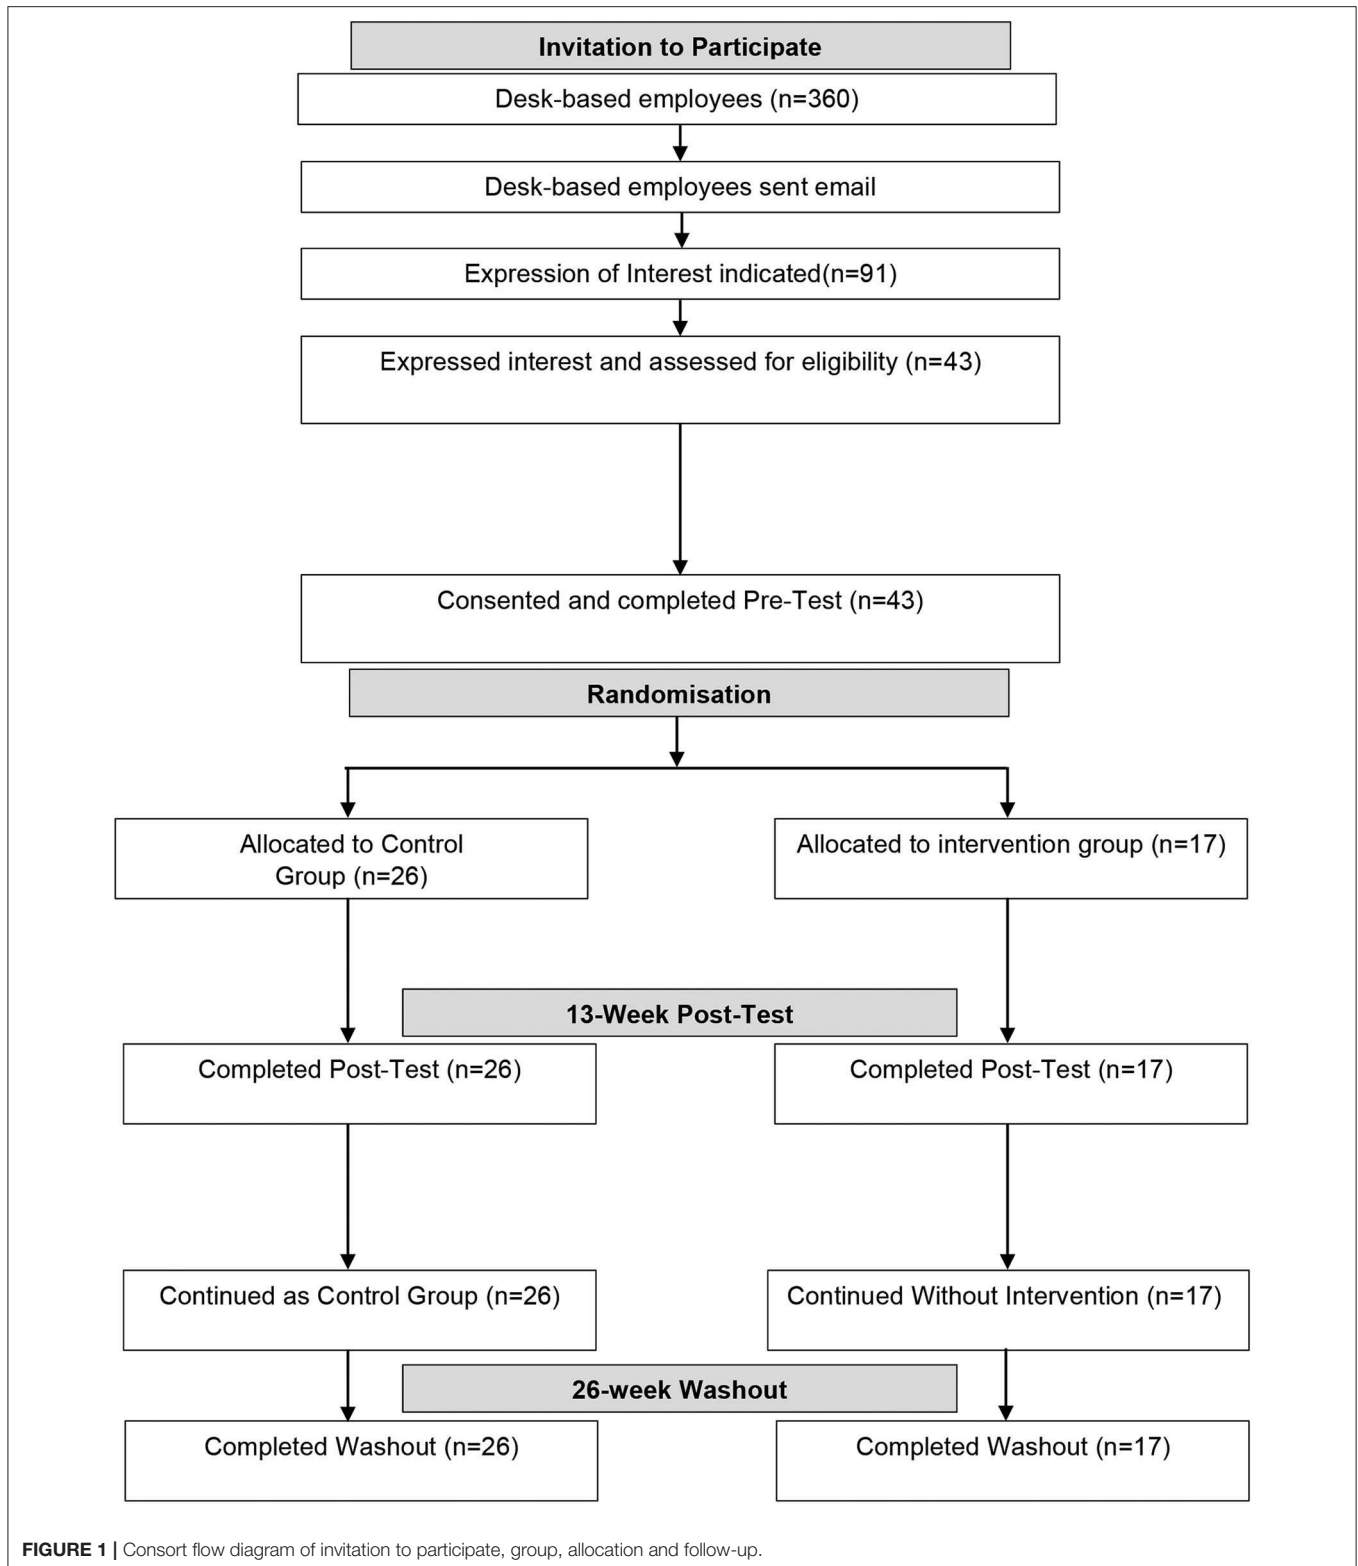 Invitation to Participate
Desk-based employees (n=360)
Desk-based employees sent email
Expression of Interest indicated(n=91)
Expressed interest and assessed for eligibility (n=43)
Consented and completed Pre-Test (n=43)
Randomisation
Allocated to Control
Group (n=26)
Allocated to intervention group (n=17)
13-Week Post-Test
Completed Post-Test (n=26)
Completed Post-Test (n=17)
Continued as Control Group (n=26)
Continued Without Intervention (n=17)
26-week Washout
Completed Washout (n=26)
Completed Washout (n=17)
FIGURE 1 | Consort flow diagram of invitation to participate, group, allocation and follow-up.